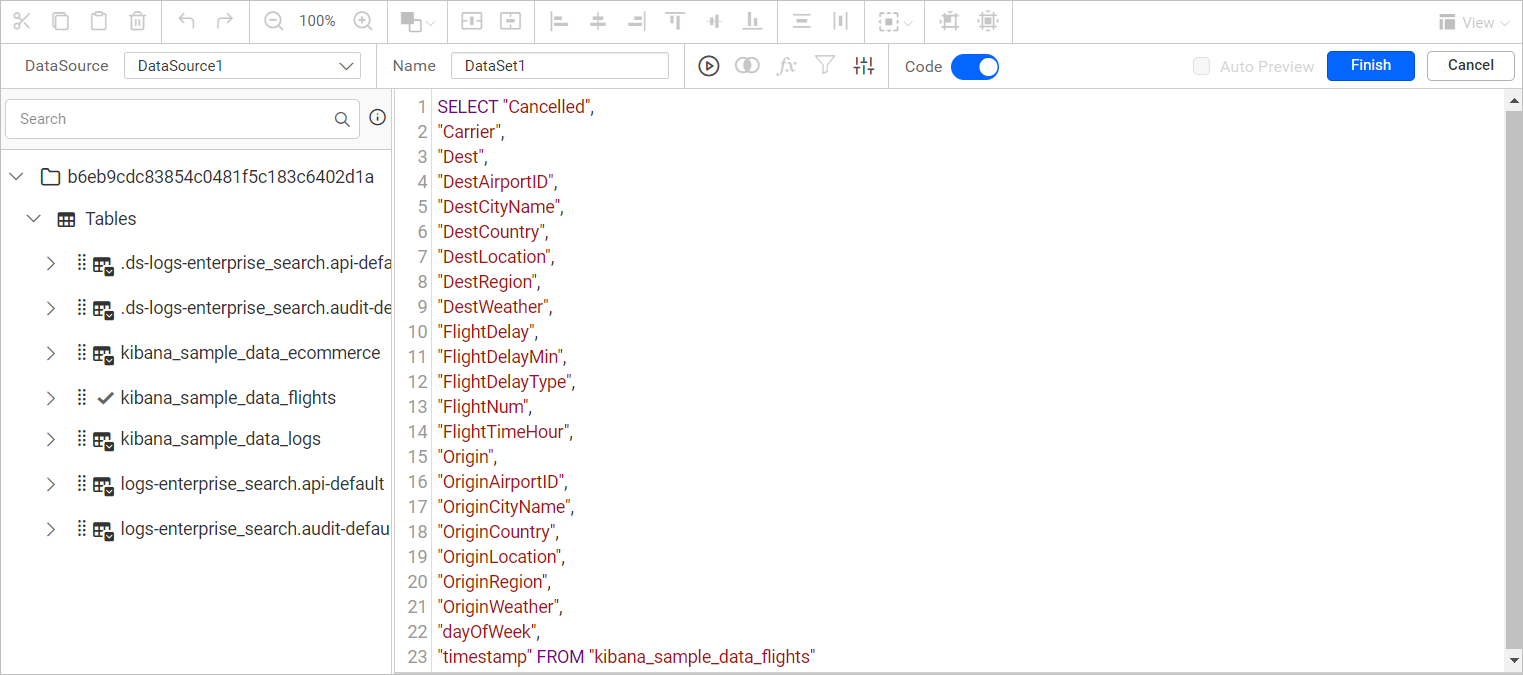 100%
View
DataSource
DataSource1
Name
DataSet1
fx
Code
Auto Preview
Finish
Cancel
Search
b6eb9cdc83854c0481f5c183c6402d1a
Tables
.ds-logs-enterprise_search.api-defa
.ds-logs-enterprise_search.audit-de
kibana_sample_data_ecommerce
kibana_sample_data_flights
kibana_sample_data_logs
logs-enterprise_search.api-default
logs-enterprise_search.audit-defau
1 SELECT "Cancelled",
2 "Carrier",
3 "Dest",
4 "DestAirportID",
5 "DestCityName",
6 "DestCountry",
7 "DestLocation",
8 "DestRegion",
9 "DestWeather",
10 "FlightDelay",
11 "FlightDelayMin",
12 "FlightDelayType",
13 "FlightNum",
14 "FlightTimeHour",
15 "Origin",
16 "OriginAirportID",
17 "OriginCityName",
18 "OriginCountry",
19 "OriginLocation",
20 "OriginRegion",
21 "OriginWeather",
22 "dayOfWeek",
23 "timestamp" FROM "kibana_sample_data_flights"